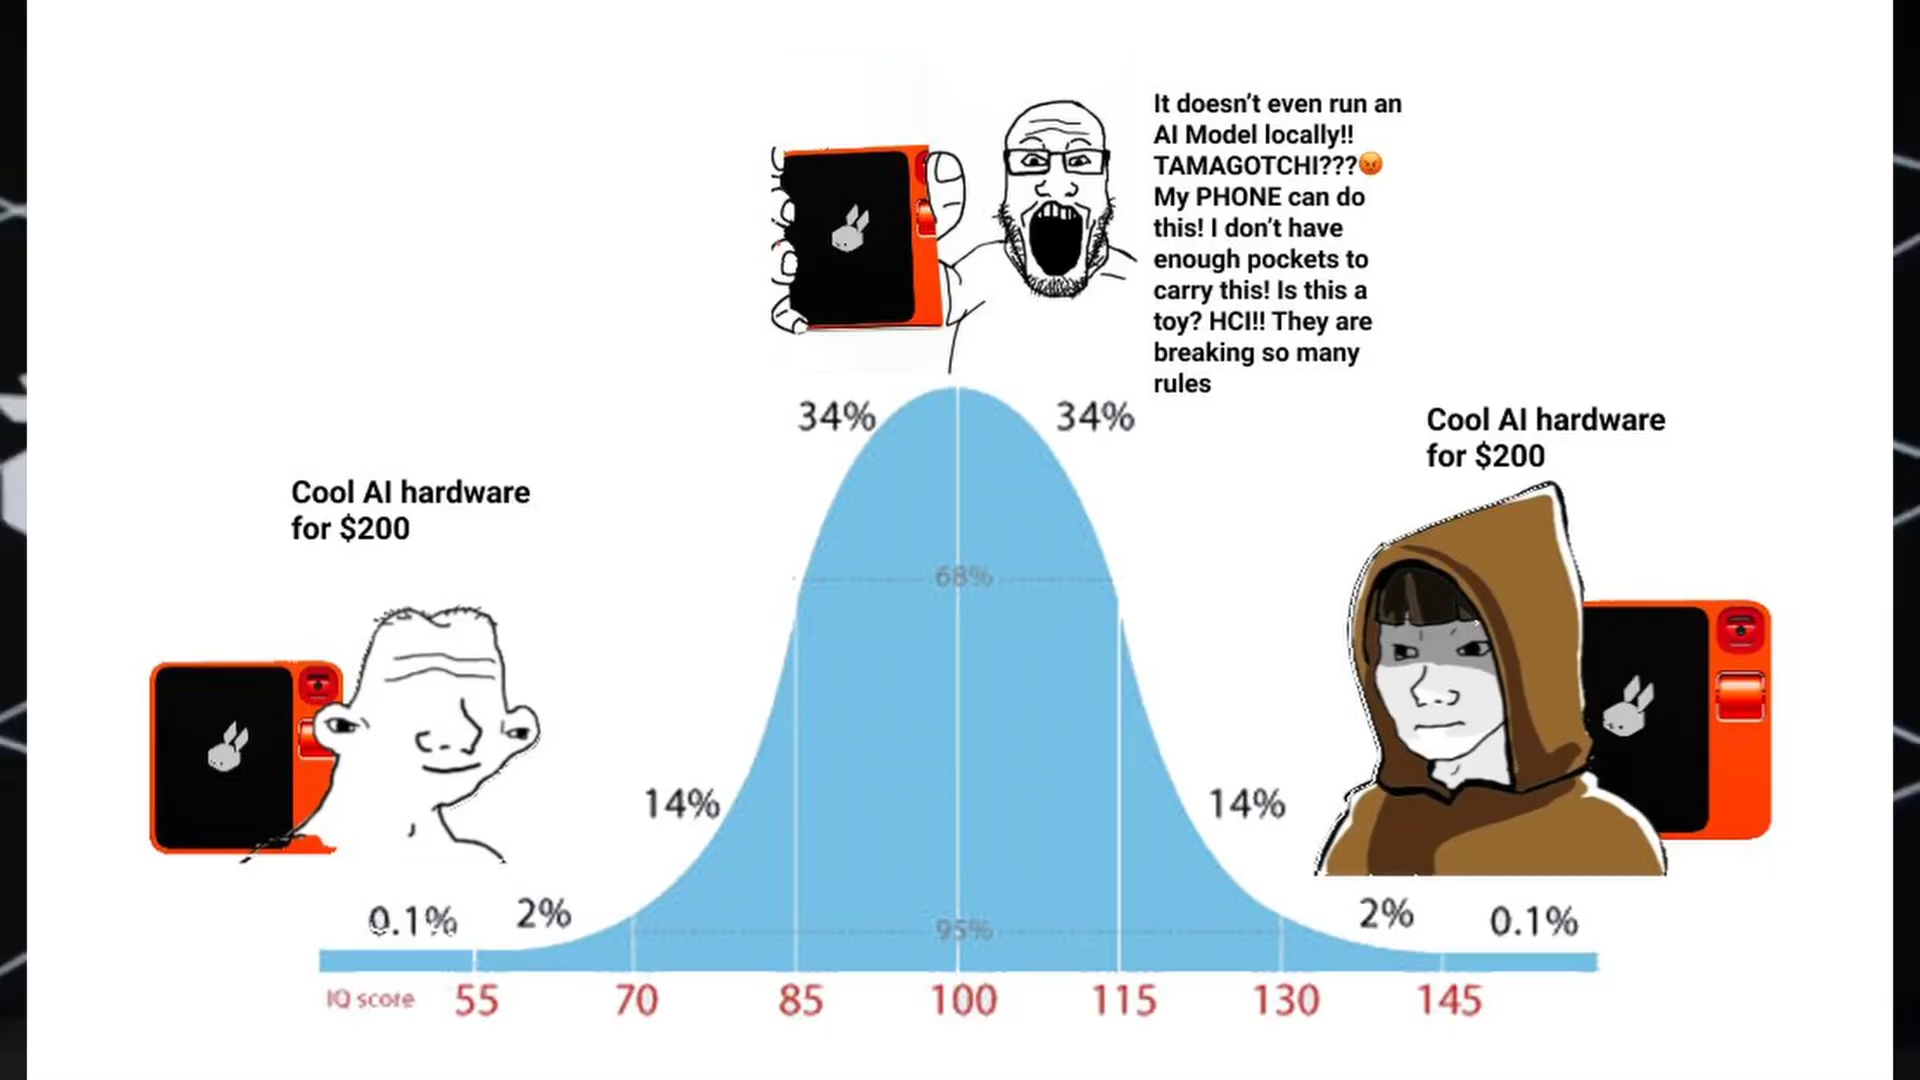 It doesn’t even run an
AI Model locally!!
TAMAGOTCHI???😡
My PHONE can do
this! I don’t have
enough pockets to
carry this! Is this a
toy? HCI!! They are
breaking so many
rules
34%
34%
Cool AI hardware
for $200
Cool AI hardware
for $200
68%
14%
14%
0.1%
2%
95%
2%
0.1%
IQ score
55
70
85
100
115
130
145